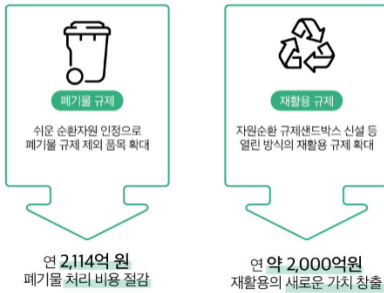 폐기물 규제
쉬운 순환자원 인정으로
폐기물 규제 제외 품목 확대
연 2,114억 원
폐기물 처리 비용 절감
재활용 규제
자원순환 규제샌드박스 신설 등
열린 방식의 재활용 규제 확대
연 약 2,000억원
재활용의 새로운 가치 창출